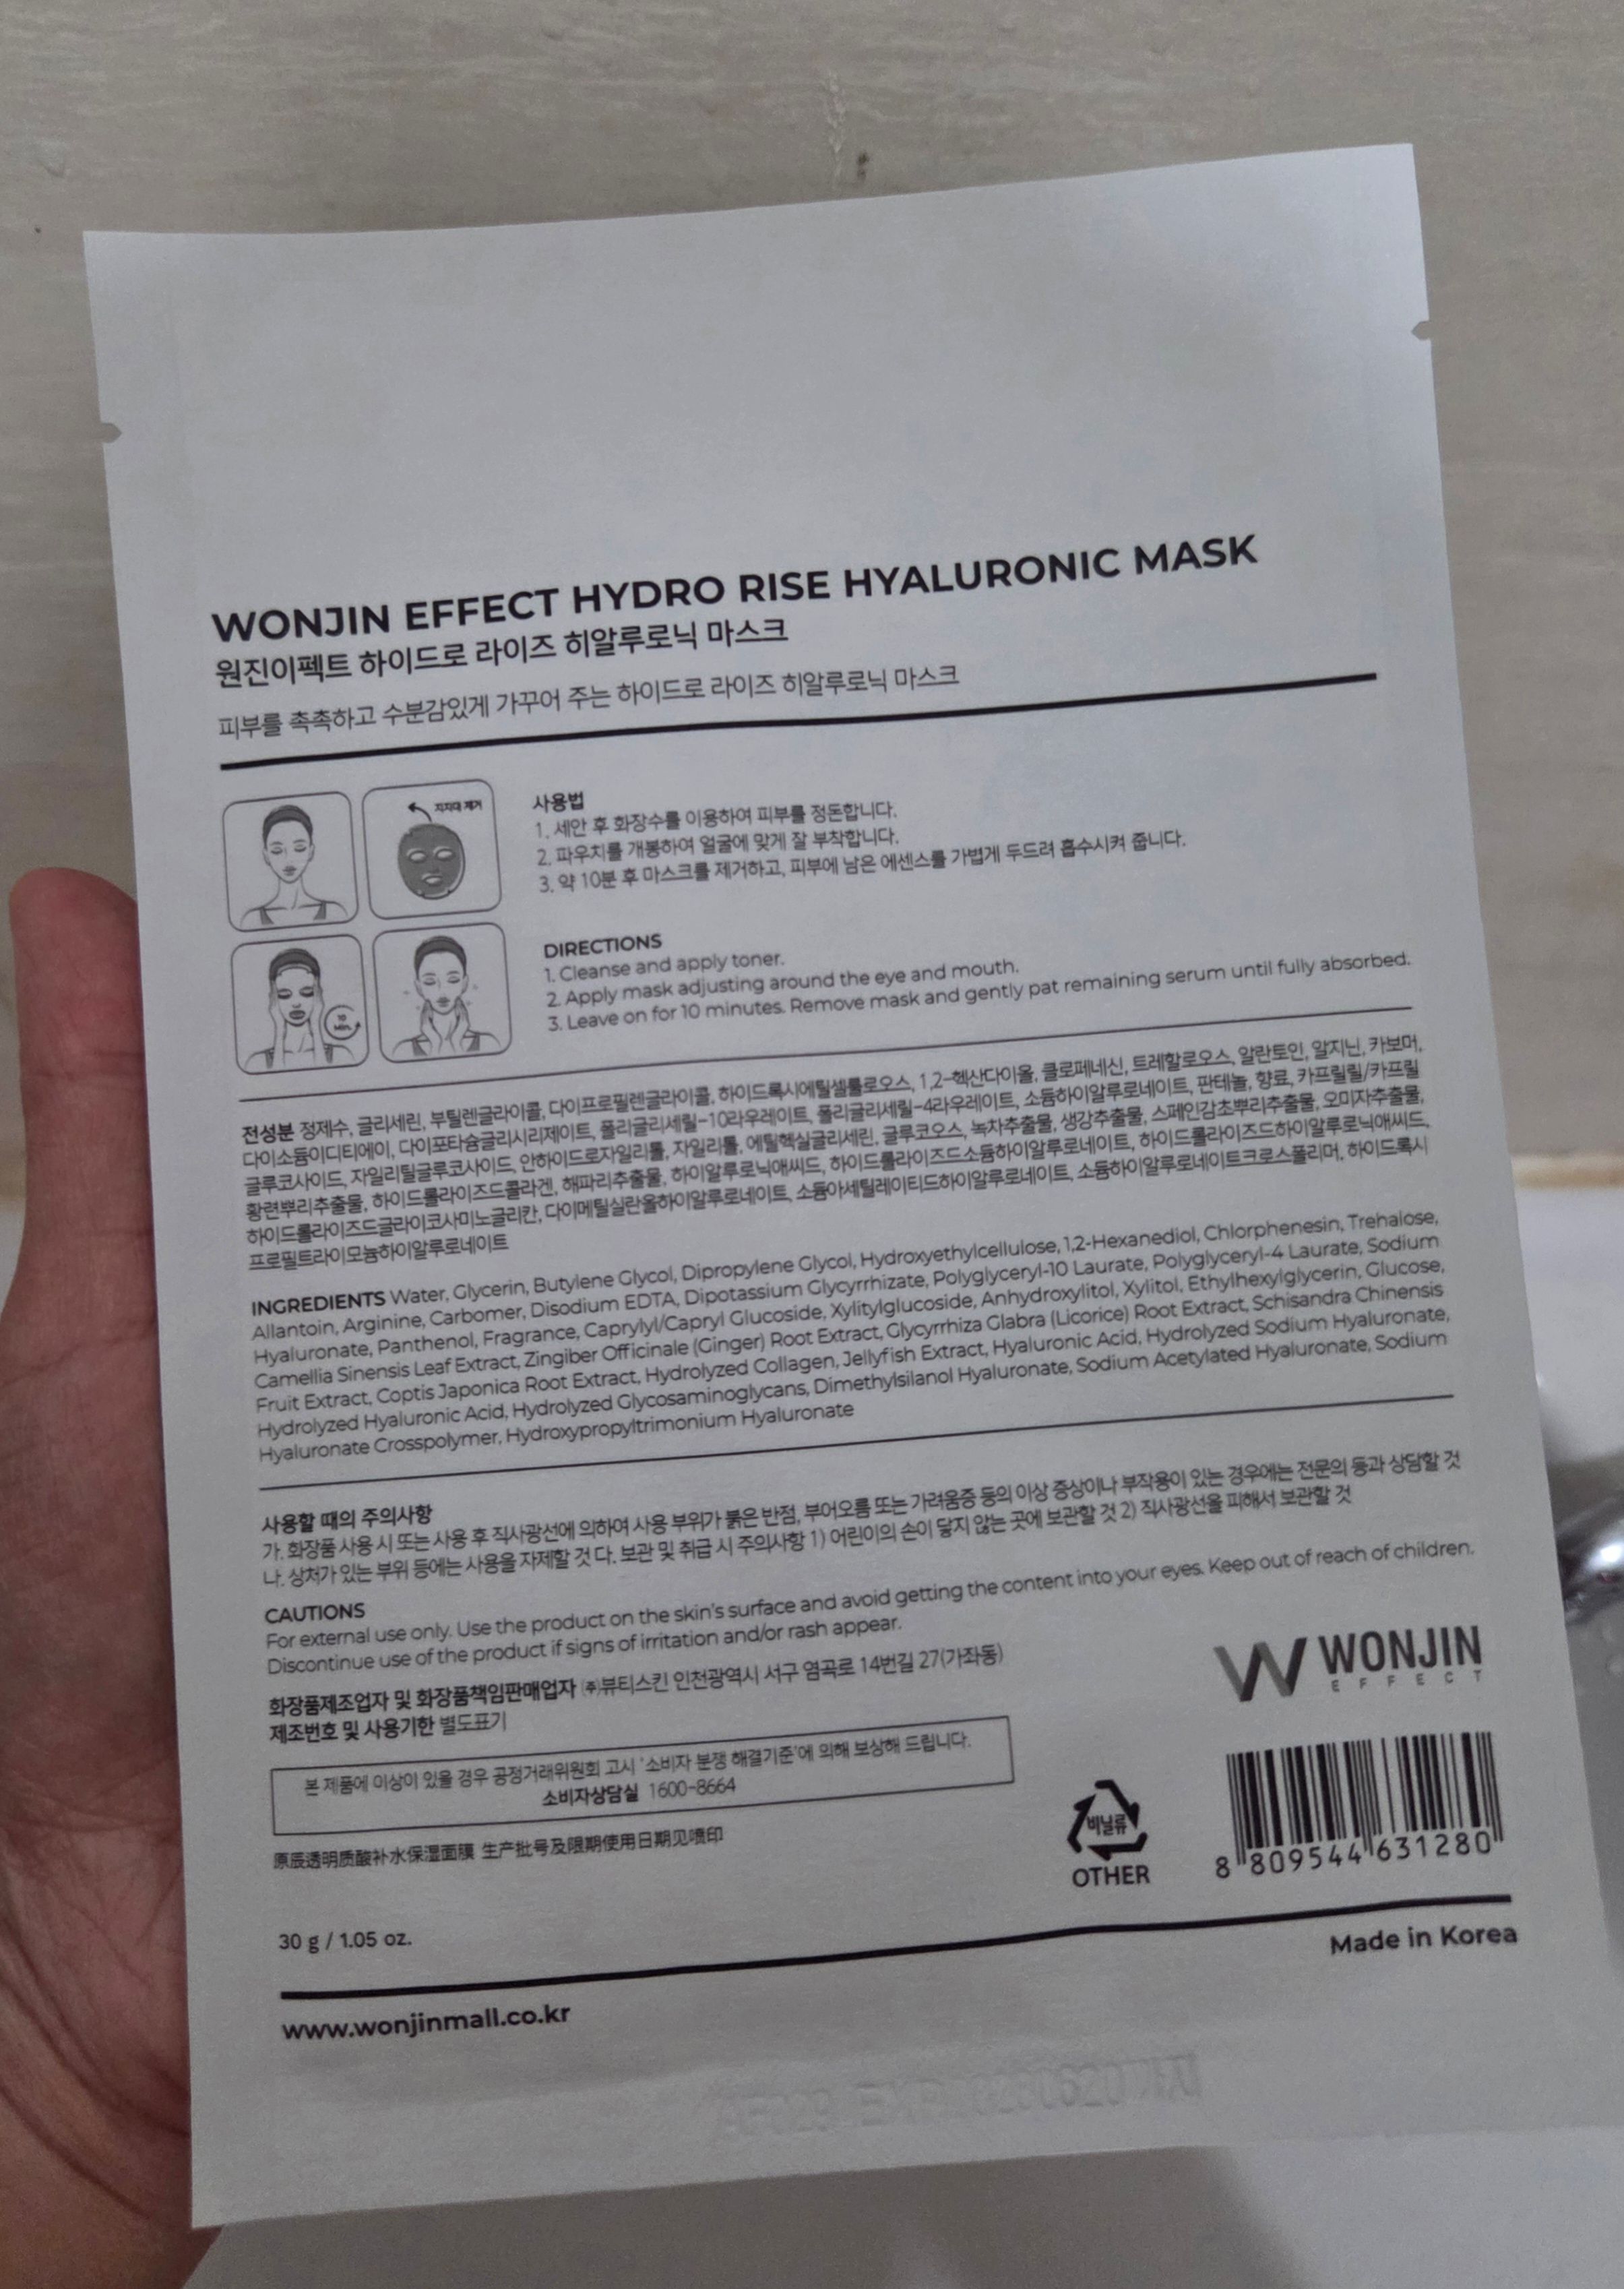 WONJIN EFFECT HYDRO RISE HYALURONIC MASK
원진이펙트 하이드로 라이즈 히알루로닉 마스크
피부를 촉촉하고 수분감있게 가꾸어 주는 하이드로 라이즈 히알루로닉 마스크
지지대 제거
10 MIN.
사용법
1. 세안 후 화장수를 이용하여 피부를 정돈합니다.
2. 파우치를 개봉하여 얼굴에 맞게 잘 부착합니다.
3. 약 10분 후 마스크를 제거하고, 피부에 남은 에센스를 가볍게 두드려 흡수시켜 줍니다.
DIRECTIONS
1. Cleanse and apply toner.
2. Apply mask adjusting around the eye and mouth.
3. Leave on for 10 minutes. Remove mask and gently pat remaining serum until fully absorbed.
전성분 정제수, 글리세린, 부틸렌글라이콜, 다이프로필렌글라이콜, 하이드록시에틸셀룰로오스, 1,2-헥산다이올, 클로페네신, 트레할로오스, 알란토인, 알지닌, 카보머,
다이소듐이디티에이, 다이포타슘글리시리제이트, 폴리글리세릴-10라우레이트, 폴리글리세릴-4라우레이트, 소듐하이알루로네이트, 판테놀, 향료, 카프릴릴/카프릴
글루코사이드, 자일리틸글루코사이드, 안하이드로자일리톨, 자일리톨, 에틸헥실글리세린, 글루코오스, 녹차추출물, 생강추출물, 스페인감초뿌리추출물, 오미자추출물,
황련뿌리추출물, 하이드롤라이즈드콜라겐, 해파리추출물, 하이알루로닉애씨드, 하이드롤라이즈드소듐하이알루로네이트, 하이드롤라이즈드하이알루로닉애씨드,
하이드롤라이즈드글라이코사미노글리칸, 다이메틸실란올하이알루로네이트, 소듐아세틸레이티드하이알루로네이트, 소듐하이알루로네이트크로스폴리머, 하이드록시
프로필트라이모늄하이알루로네이트
INGREDIENTS Water, Glycerin, Butylene Glycol, Dipropylene Glycol, Hydroxyethylcellulose, 1,2-Hexanediol, Chlorphenesin, Trehalose,
Allantoin, Arginine, Carbomer, Disodium EDTA, Dipotassium Glycyrrhizate, Polyglyceryl-10 Laurate, Polyglyceryl-4 Laurate, Sodium
Hyaluronate, Panthenol, Fragrance, Caprylyl/Capryl Glucoside, Xylitylglucoside, Anhydroxylitol, Xylitol, Ethylhexylglycerin, Glucose,
Camellia Sinensis Leaf Extract, Zingiber Officinale (Ginger) Root Extract, Glycyrrhiza Glabra (Licorice) Root Extract, Schisandra Chinensis
Fruit Extract, Coptis Japonica Root Extract, Hydrolyzed Collagen, Jellyfish Extract, Hyaluronic Acid, Hydrolyzed Sodium Hyaluronate,
Hydrolyzed Hyaluronic Acid, Hydrolyzed Glycosaminoglycans, Dimethylsilanol Hyaluronate, Sodium Acetylated Hyaluronate, Sodium
Hyaluronate Crosspolymer, Hydroxypropyltrimonium Hyaluronate
사용할 때의 주의사항
가. 화장품 사용 시 또는 사용 후 직사광선에 의하여 사용 부위가 붉은 반점, 부어오름 또는 가려움증 등의 이상 증상이나 부작용이 있는 경우에는 전문의 등과 상담할 것
나. 상처가 있는 부위 등에는 사용을 자제할 것 다. 보관 및 취급 시 주의사항 1) 어린이의 손이 닿지 않는 곳에 보관할 것 2) 직사광선을 피해서 보관할 것
CAUTIONS
For external use only. Use the product on the skin's surface and avoid getting the content into your eyes. Keep out of reach of children.
Discontinue use of the product if signs of irritation and/or rash appear.
화장품제조업자 및 화장품책임판매업자 ㈜뷰티스킨 인천광역시 서구 염곡로 14번길 27(가좌동)
제조번호 및 사용기한 별도표기
본 제품에 이상이 있을 경우 공정거래위원회 고시 '소비자 분쟁 해결기준'에 의해 보상해 드립니다.
소비자상담실 1600-8664
原辰透明质酸补水保湿面膜 生产批号及限期使用日期见喷印
W WONJIN
EFFECT
비닐류
OTHER
8 809544 631280
30 g / 1.05 oz.
Made in Korea
www.wonjinmall.co.kr
EXP